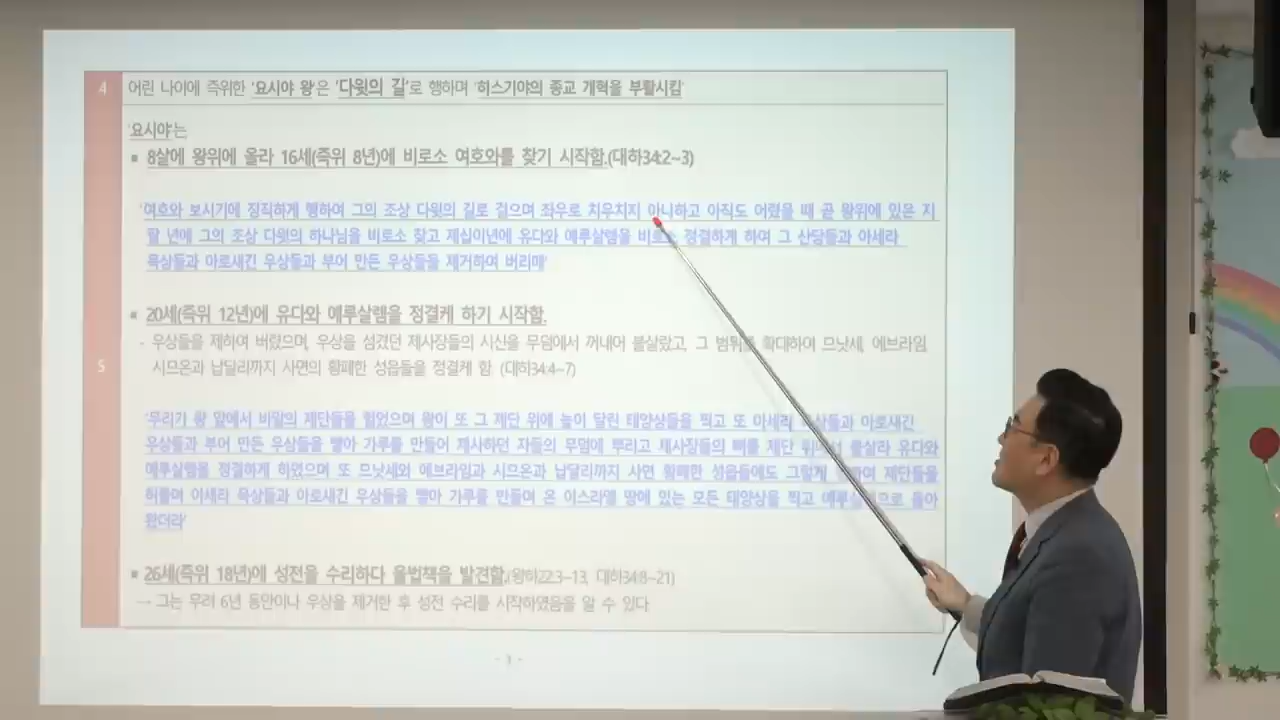 4 어린 나이에 즉위한 '요시야 왕'은 '다윗의 길'로 행하며 '히스기야의 종교 개혁을 부활시킴'
'요시야'는,
▪ 8살에 왕위에 올라 16세(즉위 8년)에 비로소 여호와를 찾기 시작함.(대하34:2~3)
'여호와 보시기에 정직하게 행하여 그의 조상 다윗의 길로 걸으며 좌우로 치우치지 아니하고 아직도 어렸을 때 곧 왕위에 있은 지
팔 년에 그의 조상 다윗의 하나님을 비로소 찾고 제십이년에 유다와 예루살렘을 비로소 정결하게 하여 그 산당들과 아세라
목상들과 아로새긴 우상들과 부어 만든 우상들을 제거하여 버리매'
▪ 20세(즉위 12년)에 유다와 예루살렘을 정결케 하기 시작함.
- 우상들을 제하여 버렸으며, 우상을 섬겼던 제사장들의 시신을 무덤에서 꺼내어 불살랐고, 그 범위를 확대하여 므낫세, 에브라임,
5 시므온과 납달리까지 사면의 황폐한 성읍들을 정결케 함 (대하34:4~7)
'무리가 왕 앞에서 바알의 제단들을 헐었으며 왕이 또 그 제단 위에 높이 달린 태양상들을 찍고 또 아세라 목상들과 아로새긴
우상들과 부어 만든 우상들을 빻아 가루를 만들어 제사하던 자들의 무덤에 뿌리고 제사장들의 뼈를 제단 위에서 불살라 유다와
예루살렘을 정결하게 하였으며 또 므낫세와 에브라임과 시므온과 납달리까지 사면 황폐한 성읍들에도 그렇게 하여 제단들을
허물며 아세라 목상들과 아로새긴 우상들을 빻아 가루를 만들며 온 이스라엘 땅에 있는 모든 태양상을 찍고 예루살렘으로 돌아
왔더라'
▪ 26세(즉위 18년)에 성전을 수리하다 율법책을 발견함.(왕하22:3~13, 대하34:8~21)
→ 그는 무려 6년 동안이나 우상을 제거한 후 성전 수리를 시작하였음을 알 수 있다